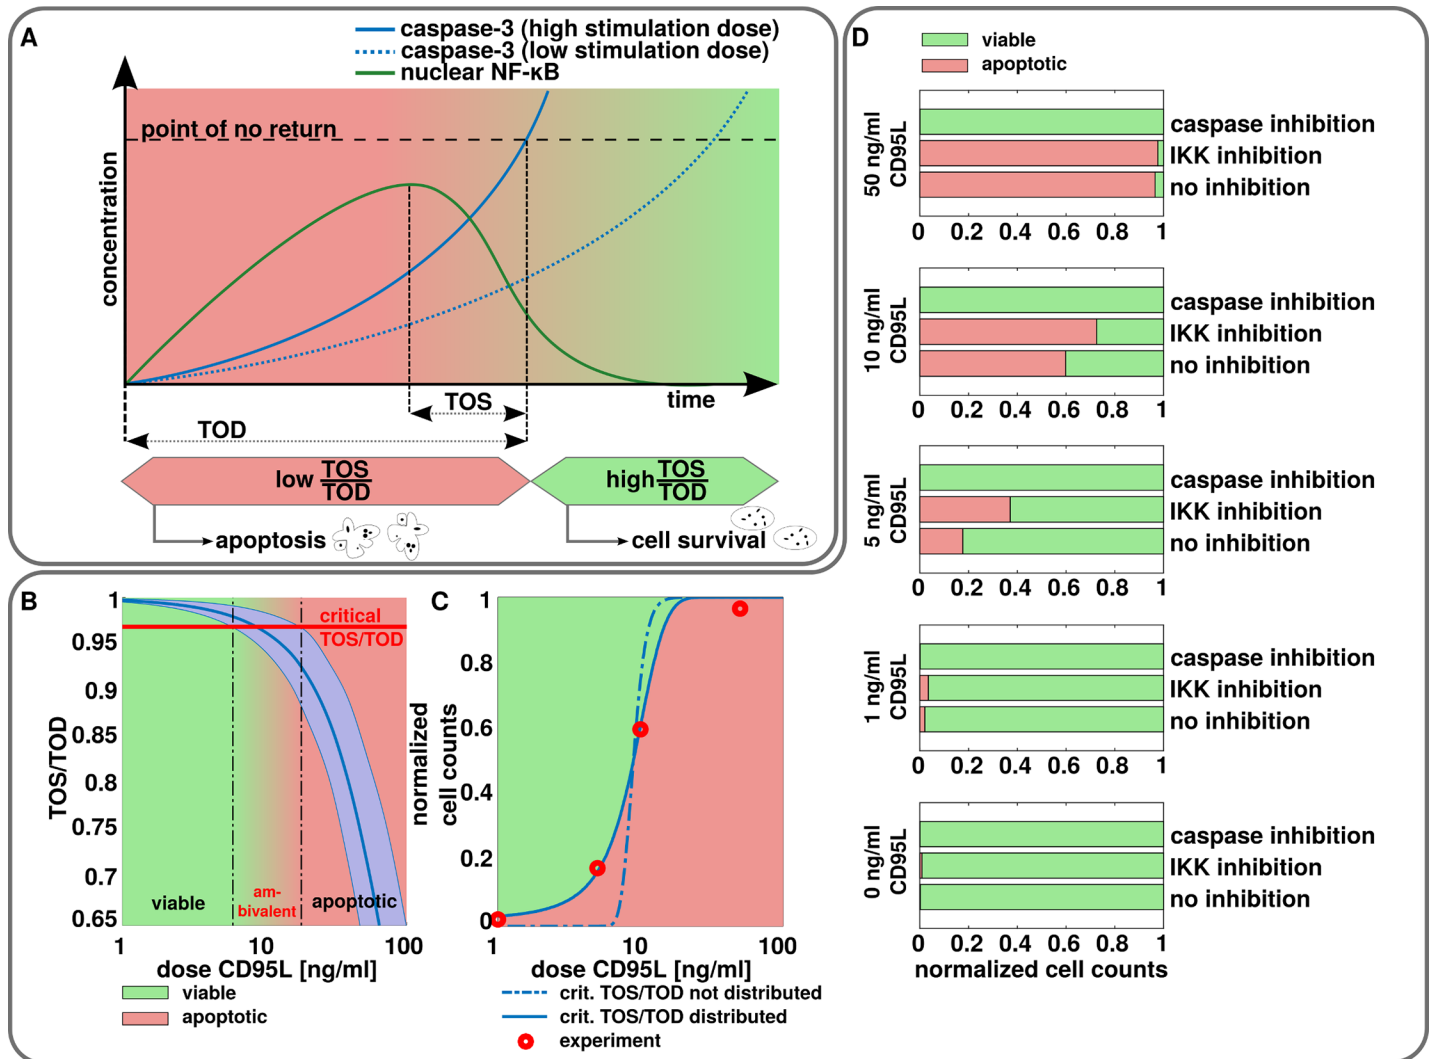 A
caspase-3 (high stimulation dose)
caspase-3 (low stimulation dose)
nuclear NF-κB
point of no return
concentration
time
TOS
TOD
low TOS
TOD
high TOS
TOD
apoptosis
cell survival
B
1
0.95
0.9
0.85
0.8
0.75
0.7
0.65
TOS/TOD
critical
TOS/TOD
viable
am-
bivalent
apoptotic
1
10
100
dose CD95L [ng/ml]
viable
apoptotic
C
1
0.8
0.6
0.4
0.2
0
normalized
cell counts
1
10
100
dose CD95L [ng/ml]
crit. TOS/TOD not distributed
crit. TOS/TOD distributed
experiment
D
viable
apoptotic
50 ng/ml
CD95L
caspase inhibition
IKK inhibition
no inhibition
0 0.2 0.4 0.6 0.8 1
10 ng/ml
CD95L
caspase inhibition
IKK inhibition
no inhibition
0 0.2 0.4 0.6 0.8 1
5 ng/ml
CD95L
caspase inhibition
IKK inhibition
no inhibition
0 0.2 0.4 0.6 0.8 1
1 ng/ml
CD95L
caspase inhibition
IKK inhibition
no inhibition
0 0.2 0.4 0.6 0.8 1
0 ng/ml
CD95L
caspase inhibition
IKK inhibition
no inhibition
0 0.2 0.4 0.6 0.8 1
normalized cell counts